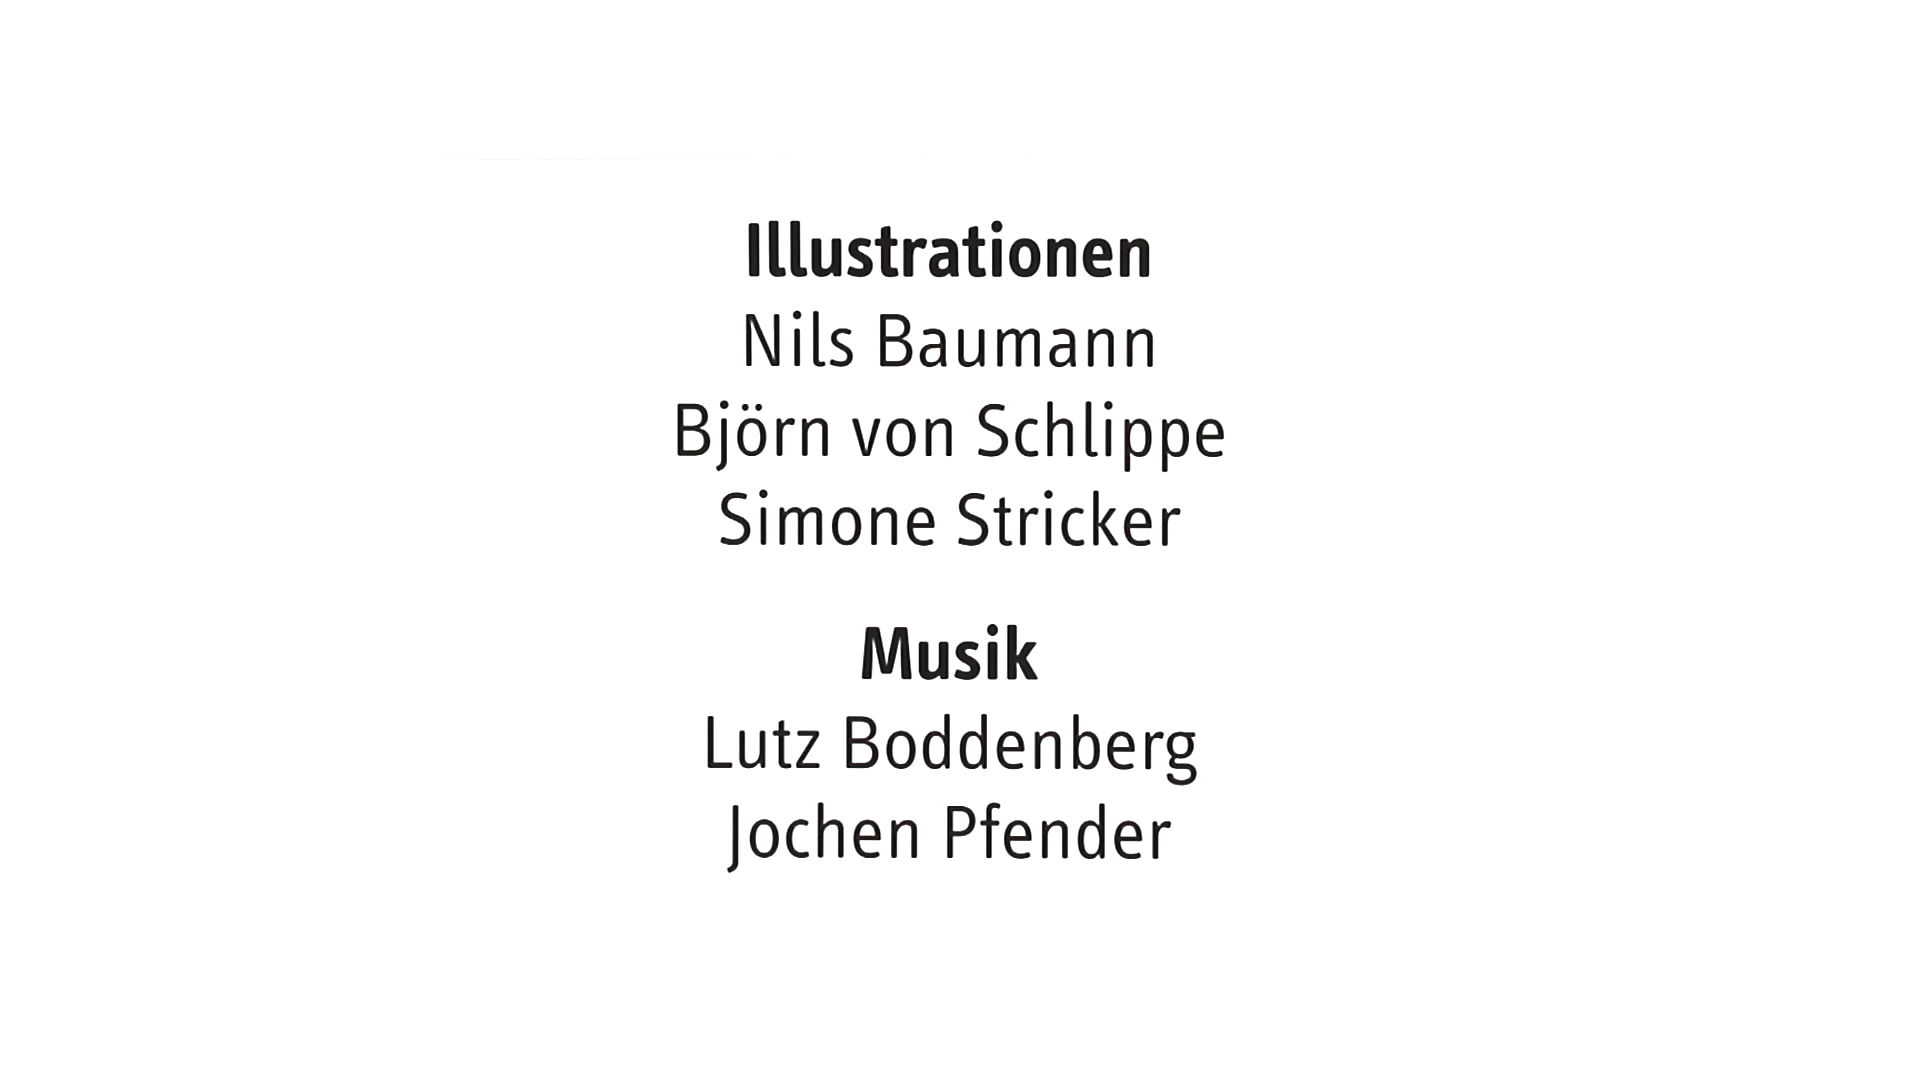 Illustrationen
Nils Baumann
Björn von Schlippe
Simone Stricker
Musik
Lutz Boddenberg
Jochen Pfender